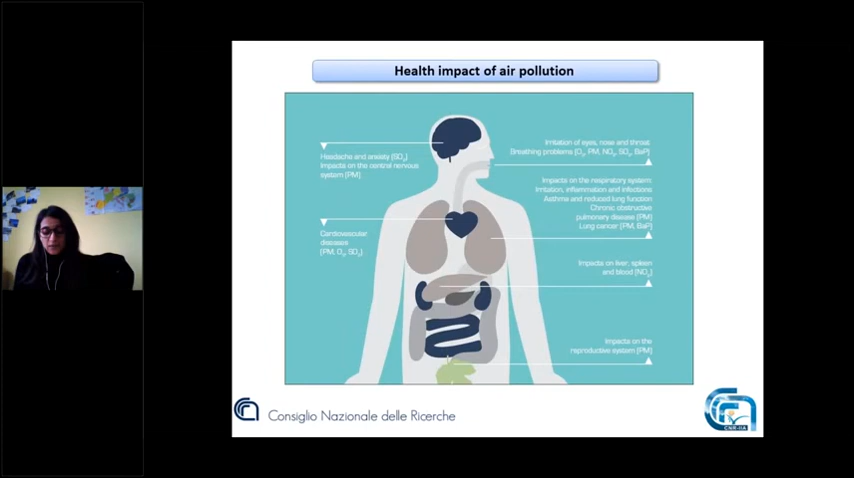 Health impact of air pollution
Headache and anxiety (SO₂)
Impacts on the central nervous
system (PM)
Irritation of eyes, nose and throat
Breathing problems (O₃, PM, NO₂, SO₂, BaP)
Impacts on the respiratory system:
Irritation, inflammation and infections
Asthma and reduced lung function
Chronic obstructive
pulmonary disease (PM)
Lung cancer (PM, BaP)
Cardiovascular
diseases
(PM, O₃, SO₂)
Impacts on liver, spleen
and blood (NO₂)
Impacts on the
reproductive system (PM)
Consiglio Nazionale delle Ricerche
CNR-IIA